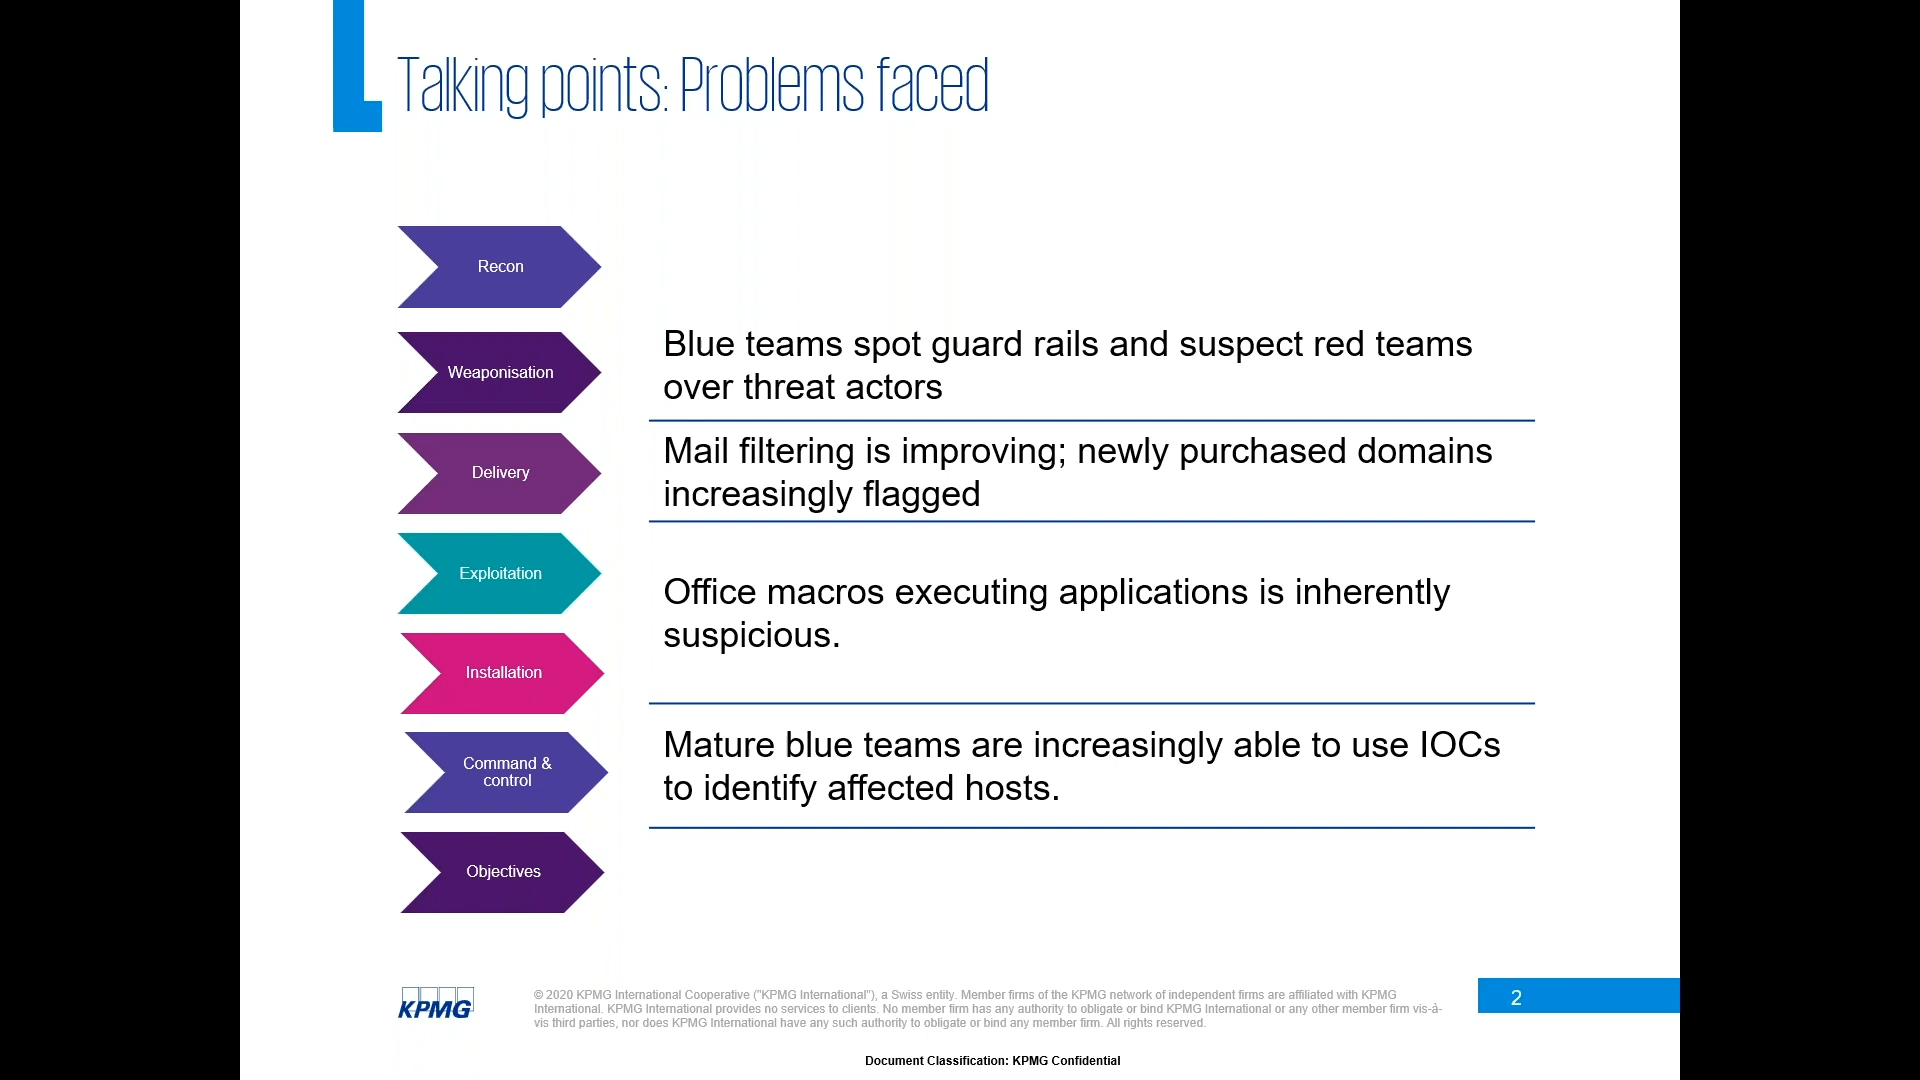 Talking points: Problems faced
Recon
Weaponisation
Blue teams spot guard rails and suspect red teams
over threat actors
Delivery
Mail filtering is improving; newly purchased domains
increasingly flagged
Exploitation
Office macros executing applications is inherently
suspicious.
Installation
Command &
control
Mature blue teams are increasingly able to use IOCs
to identify affected hosts.
Objectives
KPMG
© 2020 KPMG International Cooperative ("KPMG International"), a Swiss entity. Member firms of the KPMG network of independent firms are affiliated with KPMG
International. KPMG International provides no services to clients. No member firm has any authority to obligate or bind KPMG International or any other member firm vis-à-
vis third parties, nor does KPMG International have any such authority to obligate or bind any member firm. All rights reserved.
2
Document Classification: KPMG Confidential